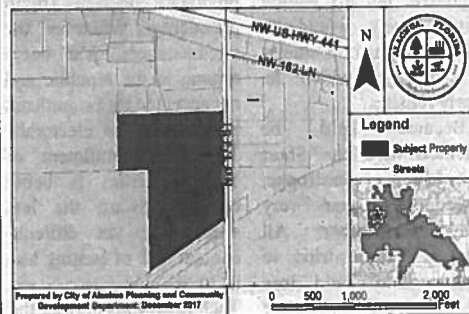 NW US HWY 441
NW 162 LN
N
ALACHUA, FLORIDA
Legend
Subject Property
Streets
Prepared by City of Alachua Planning and Community
Development Department December 2017
0 500 1,000 2,000
Feet